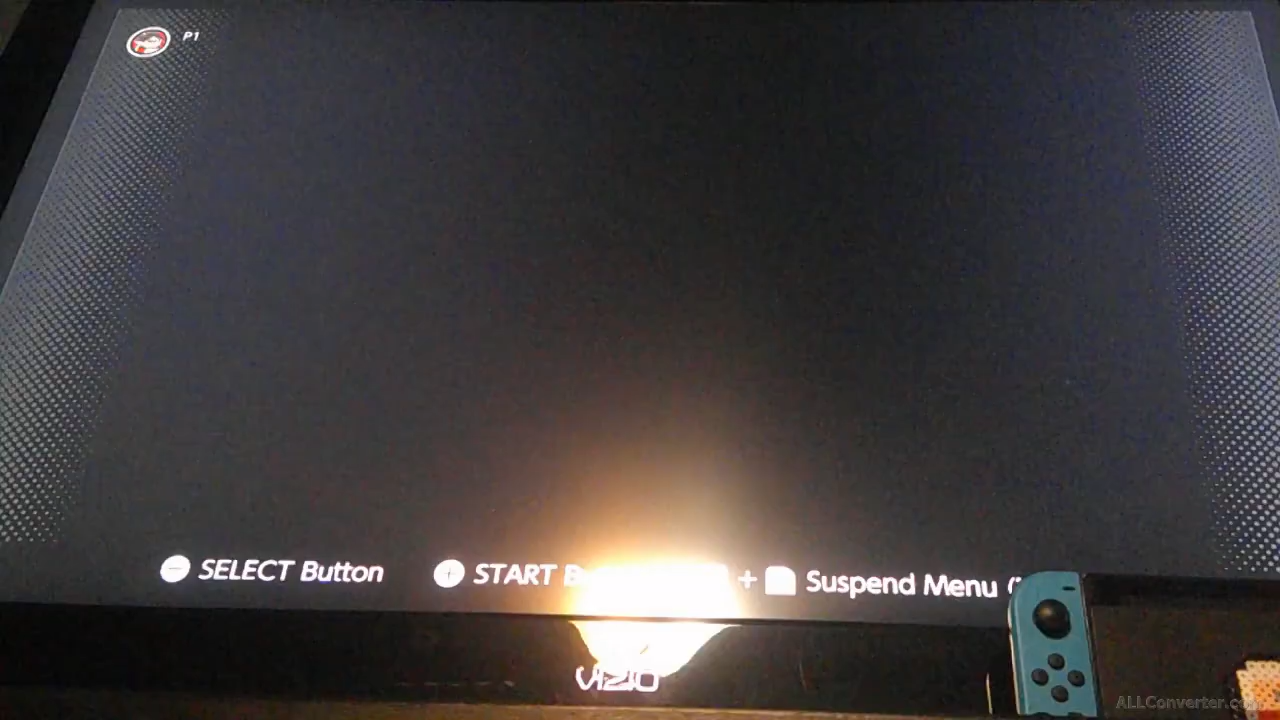 P1
SELECT Button START + Suspend Menu (
VIZIO
ALLConverter.com